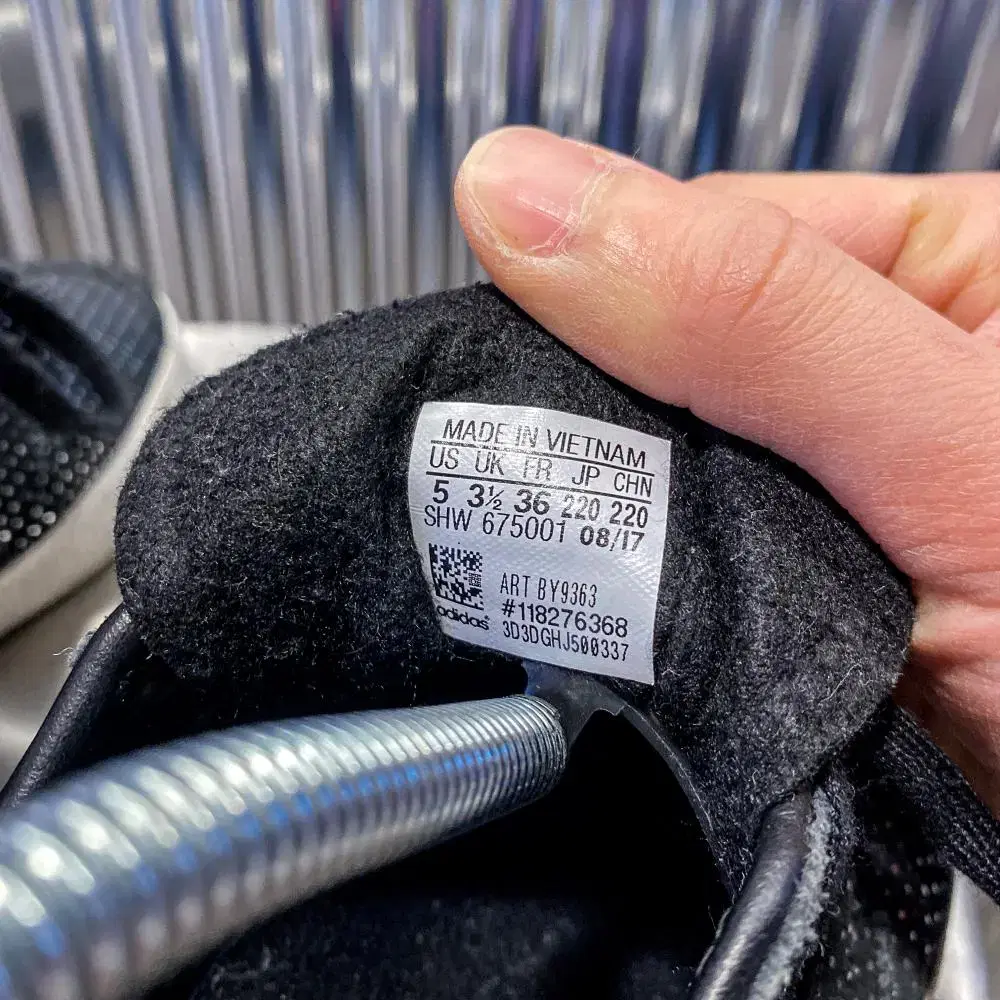 MADE IN VIETNAM
US UK FR JP CHN
5 3½ 36 220 220
SHW 675001 08/17
ART BY9363
#118276368
adidas 3D3DGHJ500337